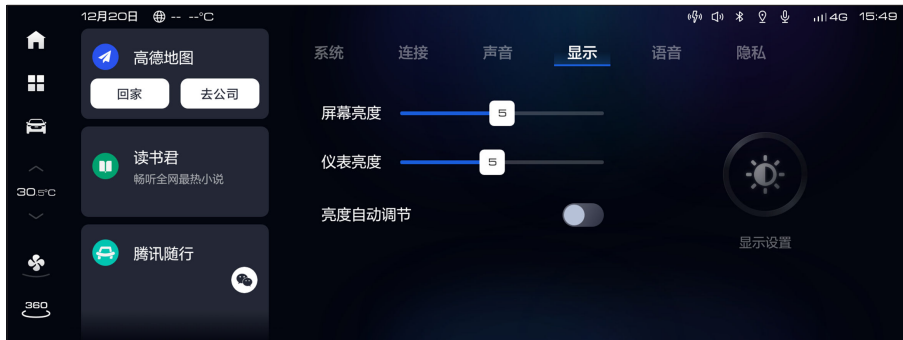 12月20日 -- --°C 4G 15:49
系统 连接 声音 显示 语音 隐私
高德地图
回家 去公司
屏幕亮度 5
读书君
畅听全网最热小说
仪表亮度 5
30.5°C
亮度自动调节
腾讯随行
显示设置
360